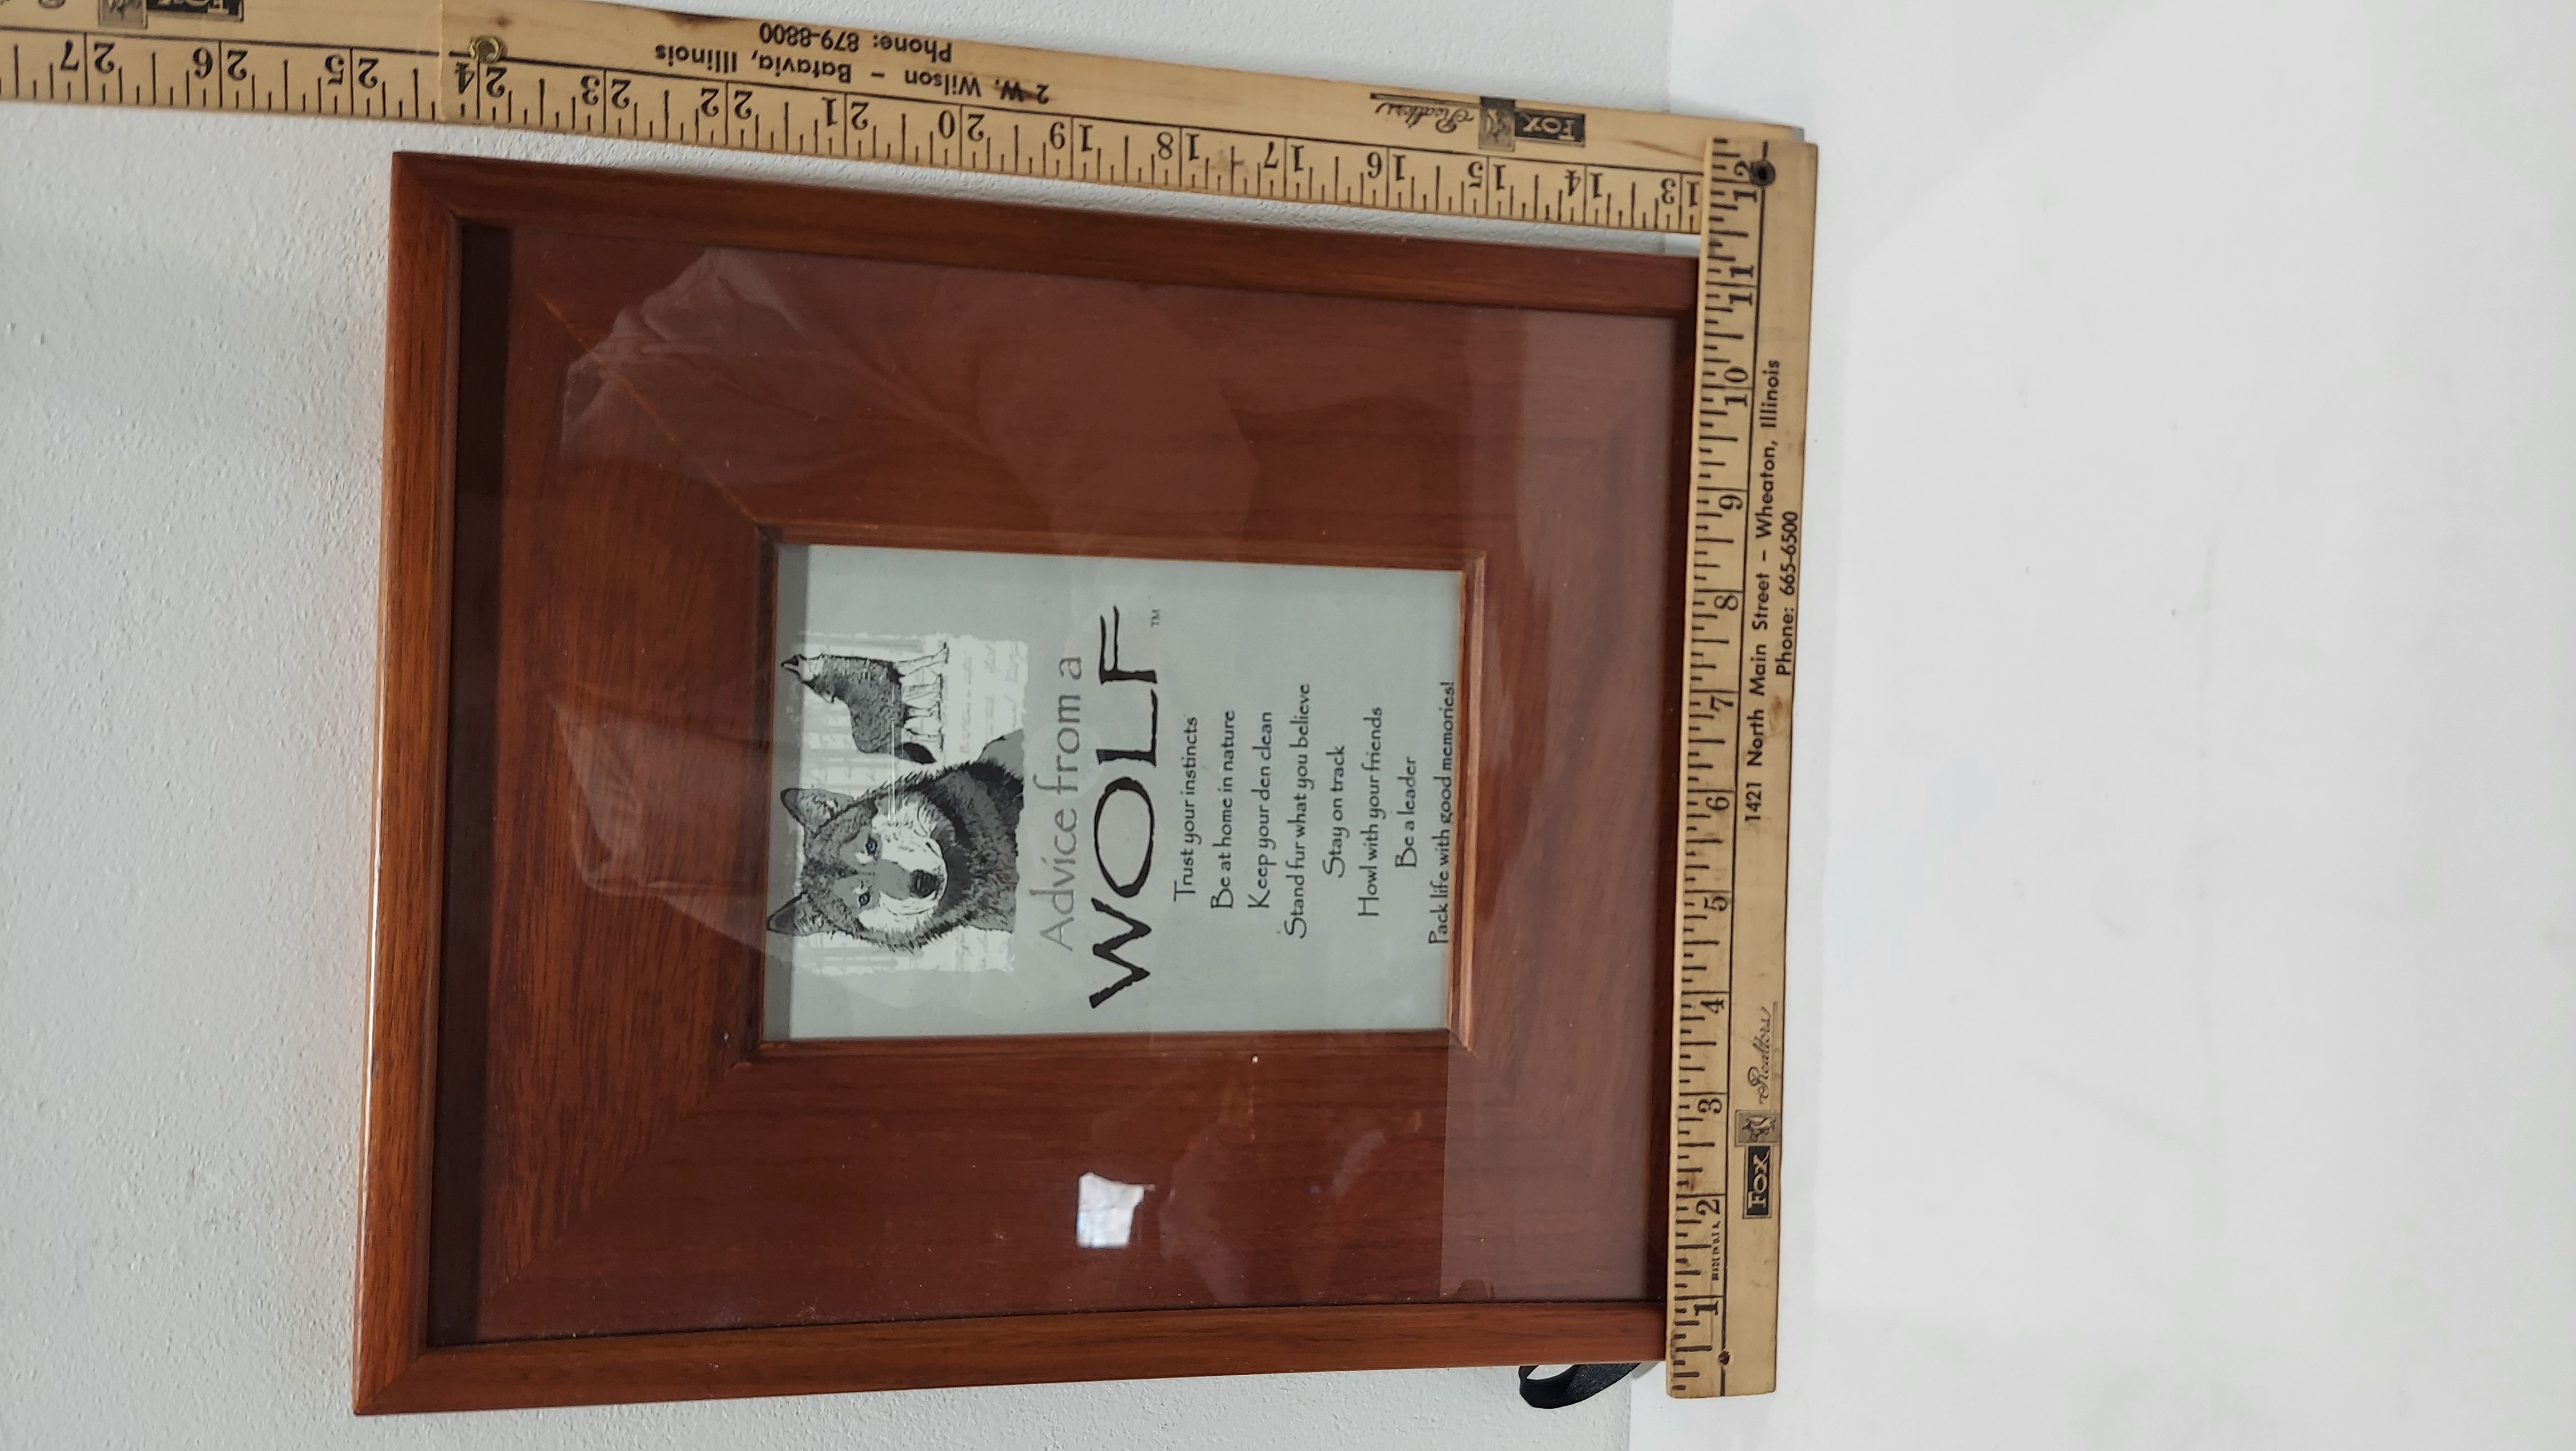 Advice from a
WOLF™
Trust your instincts
Be at home in nature
Keep your den clean
Stand fur what you believe
Stay on track
Howl with your friends
Be a leader
Pack life with good memories!
1 2 3 4 5 6 7 8 9 10 11 12
FOX Realtors
1421 North Main Street – Wheaton, Illinois
Phone: 665-6500
13 14 15 16 17 18 19 20 21 22 23 24 25 26 27
FOX Realtors
2 W. Wilson – Batavia, Illinois
Phone: 879-8800
FOX